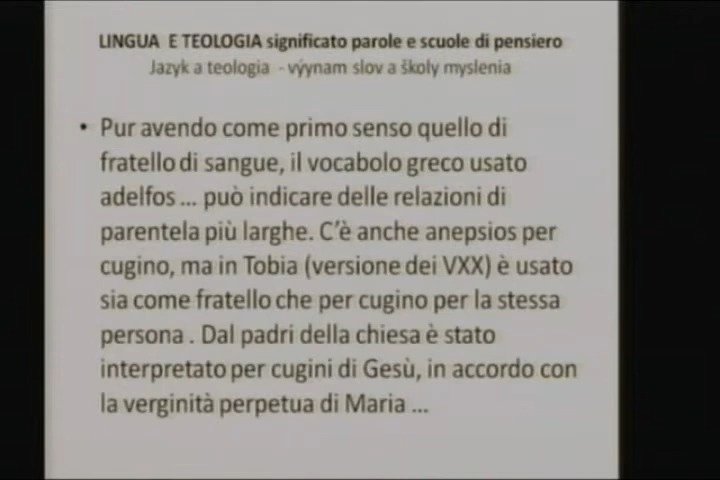 LINGUA E TEOLOGIA significato parole e scuole di pensiero
Jazyk a teologia - výynam slov a školy myslenia
• Pur avendo come primo senso quello di
fratello di sangue, il vocabolo greco usato
adelfos ... può indicare delle relazioni di
parentela più larghe. C'è anche anepsios per
cugino, ma in Tobia (versione dei VXX) è usato
sia come fratello che per cugino per la stessa
persona . Dal padri della chiesa è stato
interpretato per cugini di Gesù, in accordo con
la verginità perpetua di Maria ...